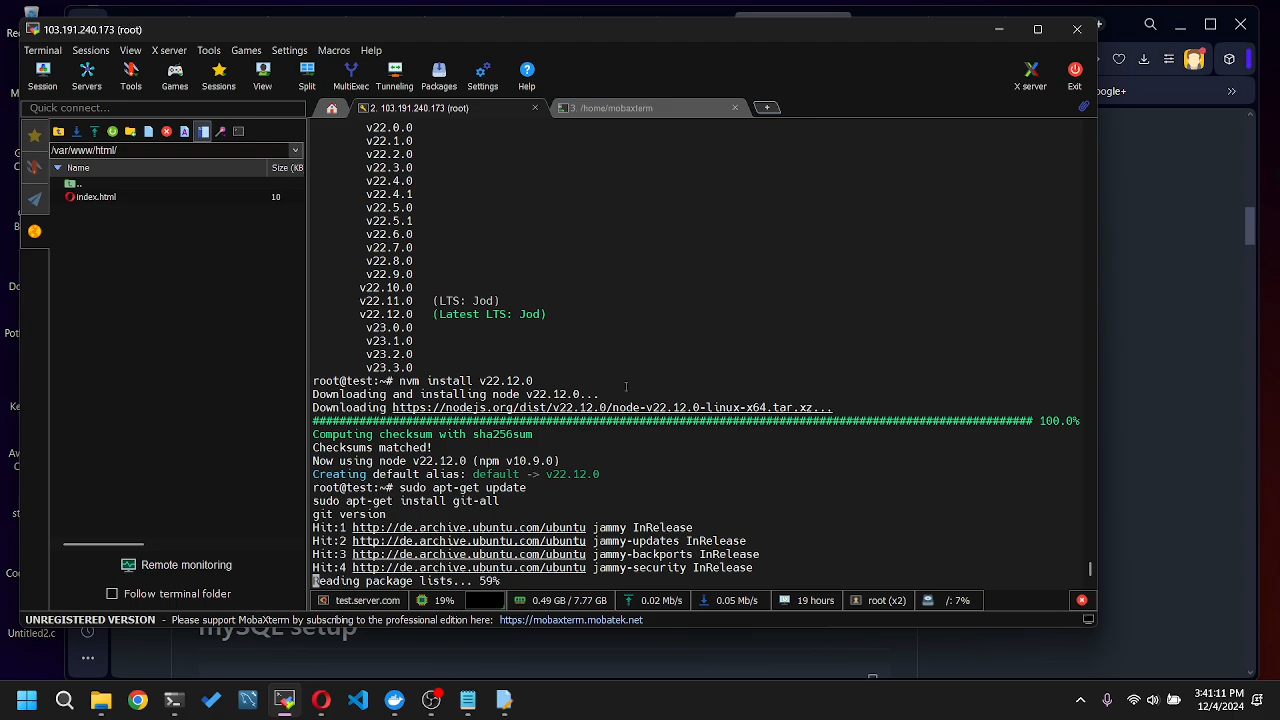 103.191.240.173 (root)
Terminal Sessions View X server Tools Games Settings Macros Help
Session Servers Tools Games Sessions View Split MultiExec Tunneling Packages Settings Help X server Exit
Quick connect...
2. 103.191.240.173 (root)
3. /home/mobaxterm
oogle+
/var/www/html/
Name Size (KB
..
index.html 10
v22.0.0
v22.1.0
v22.2.0
v22.3.0
v22.4.0
v22.4.1
v22.5.0
v22.5.1
v22.6.0
v22.7.0
v22.8.0
v22.9.0
v22.10.0
v22.11.0 (LTS: Jod)
v22.12.0 (Latest LTS: Jod)
v23.0.0
v23.1.0
v23.2.0
v23.3.0
root@test:~# nvm install v22.12.0
Downloading and installing node v22.12.0...
Downloading https://nodejs.org/dist/v22.12.0/node-v22.12.0-linux-x64.tar.xz...
100.0%
Computing checksum with sha256sum
Checksums matched!
Now using node v22.12.0 (npm v10.9.0)
Creating default alias: default -> v22.12.0
root@test:~# sudo apt-get update
sudo apt-get install git-all
git version
Hit:1 http://de.archive.ubuntu.com/ubuntu jammy InRelease
Hit:2 http://de.archive.ubuntu.com/ubuntu jammy-updates InRelease
Hit:3 http://de.archive.ubuntu.com/ubuntu jammy-backports InRelease
Hit:4 http://de.archive.ubuntu.com/ubuntu jammy-security InRelease
Reading package lists... 59%
Remote monitoring
Follow terminal folder
test.server.com 19% 0.49 GB / 7.77 GB 0.02 Mb/s 0.05 Mb/s 19 hours root (x2) /: 7%
UNREGISTERED VERSION - Please support MobaXterm by subscribing to the professional edition here: https://mobaxterm.mobatek.net
Untitled2.c
mySQL setup
3:41:11 PM
12/4/2024